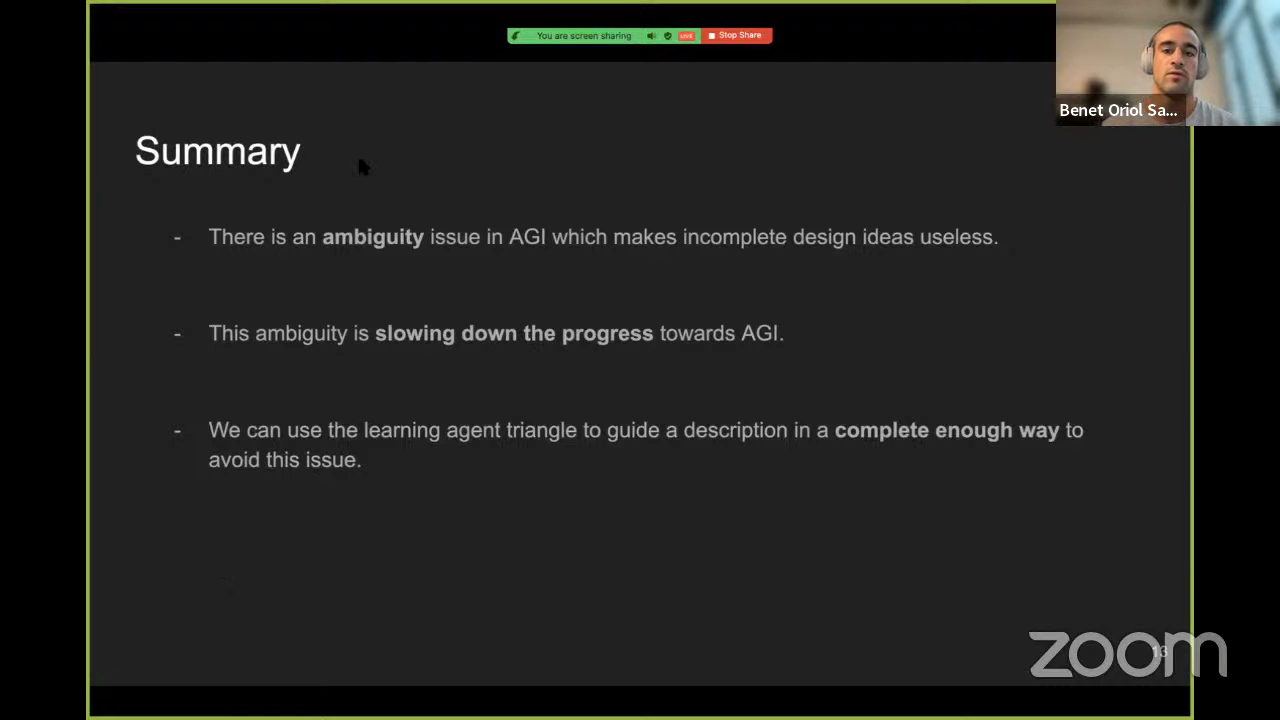 You are screen sharing
LIVE
Stop Share
Benet Oriol Sa...
Summary
- There is an ambiguity issue in AGI which makes incomplete design ideas useless.
- This ambiguity is slowing down the progress towards AGI.
- We can use the learning agent triangle to guide a description in a complete enough way to
avoid this issue.
13
zoom